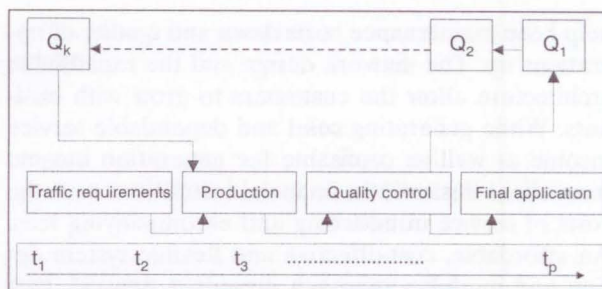 Qk Q2 Q1
Traffic requirements Production Quality control Final application
t1 t2 t3 ........................ tp